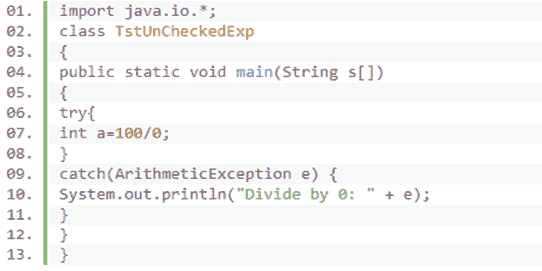 01. import java.io.*;
02. class TstUnCheckedExp
03. {
04. public static void main(String s[])
05. {
06. try{
07. int a=100/0;
08. }
09. catch(ArithmeticException e) {
10. System.out.println("Divide by 0: " + e);
11. }
12. }
13. }